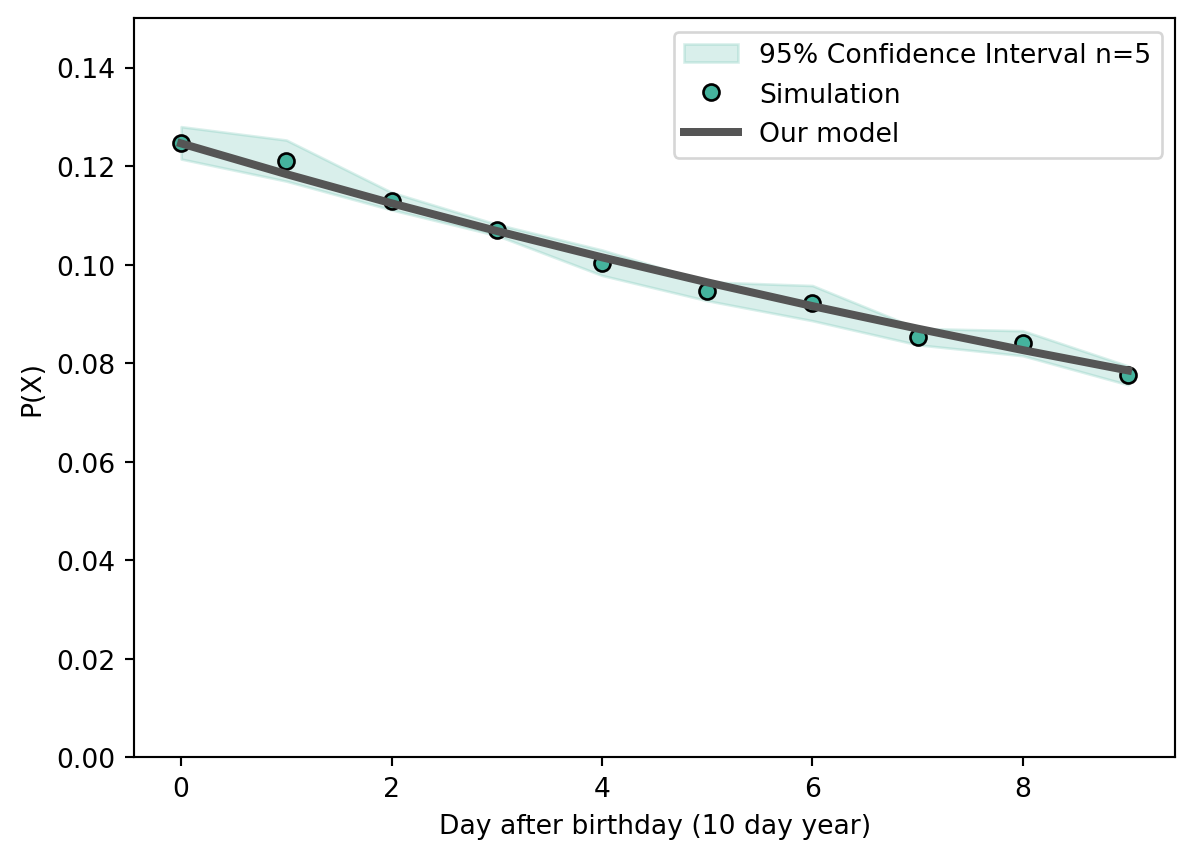 95% Confidence Interval n=5
Simulation
Our model
P(X)
0.14
0.12
0.10
0.08
0.06
0.04
0.02
0.00
0 2 4 6 8
Day after birthday (10 day year)